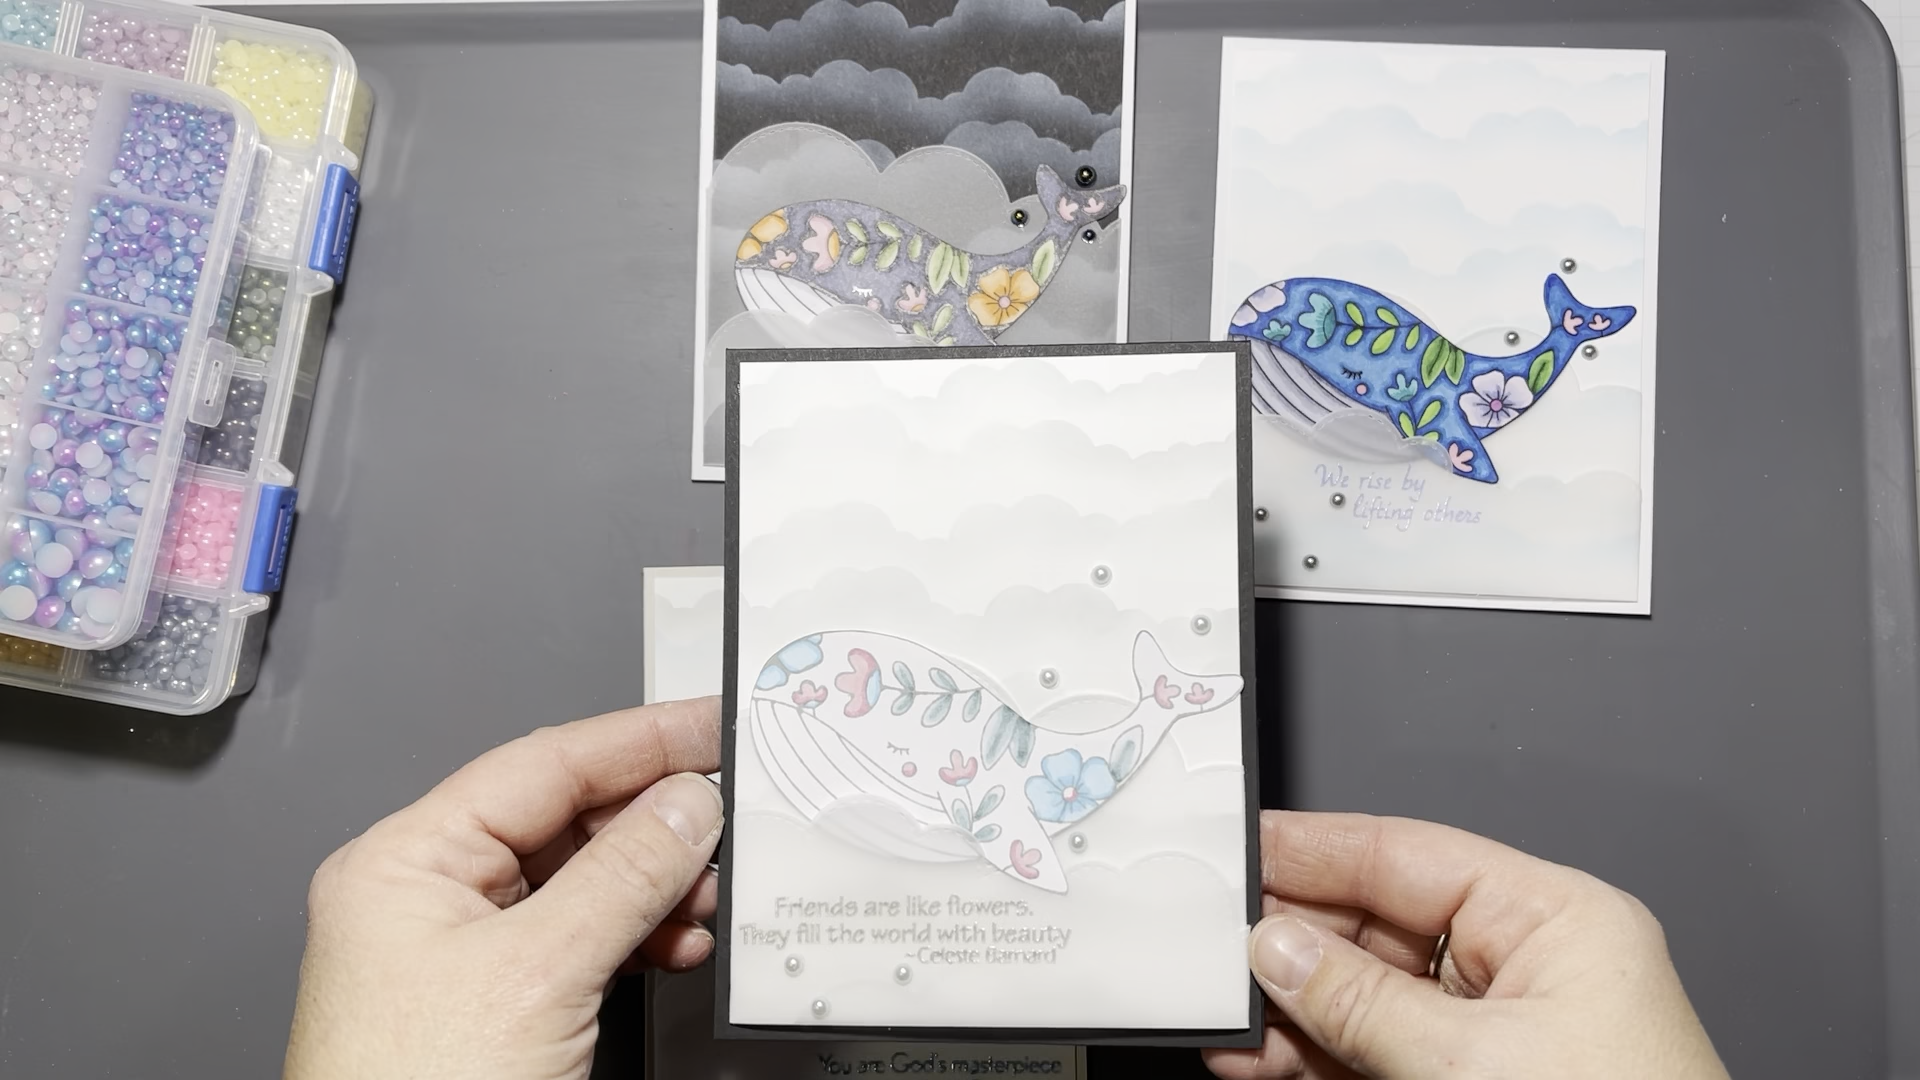 We rise by
lifting others
Friends are like flowers.
They fill the world with beauty
~Celeste Barnard
You are God's masterpiece